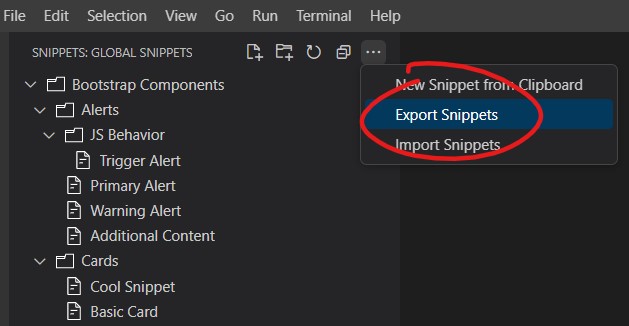 File Edit Selection View Go Run Terminal Help
SNIPPETS: GLOBAL SNIPPETS
New Snippet from Clipboard
Export Snippets
Import Snippets
Bootstrap Components
Alerts
JS Behavior
Trigger Alert
Primary Alert
Warning Alert
Additional Content
Cards
Cool Snippet
Basic Card